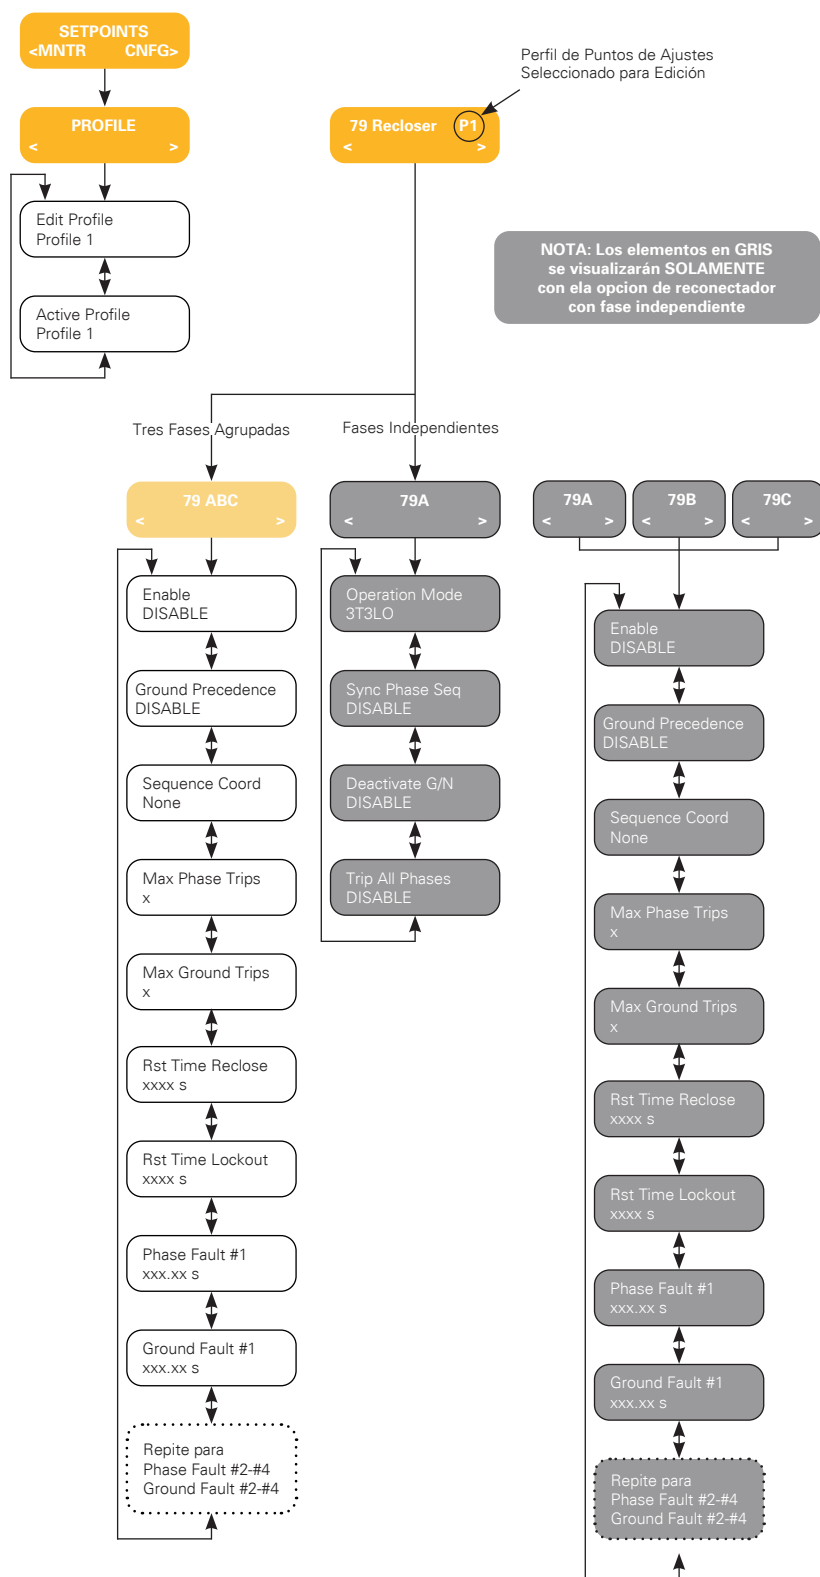 SETPOINTS
<MNTR CNFG>
PROFILE
< >
Edit Profile
Profile 1
Active Profile
Profile 1
Perfil de Puntos de Ajustes
Seleccionado para Edición
79 Recloser P1
< >
NOTA: Los elementos en GRIS
se visualizarán SOLAMENTE
con ela opcion de reconectador
con fase independiente
Tres Fases Agrupadas
Fases Independientes
79 ABC
< >
Enable
DISABLE
Ground Precedence
DISABLE
Sequence Coord
None
Max Phase Trips
x
Max Ground Trips
x
Rst Time Reclose
xxxx s
Rst Time Lockout
xxxx s
Phase Fault #1
xxx.xx s
Ground Fault #1
xxx.xx s
Repite para
Phase Fault #2-#4
Ground Fault #2-#4
79A
< >
Operation Mode
3T3LO
Sync Phase Seq
DISABLE
Deactivate G/N
DISABLE
Trip All Phases
DISABLE
79A
< >
79B
< >
79C
< >
Enable
DISABLE
Ground Precedence
DISABLE
Sequence Coord
None
Max Phase Trips
x
Max Ground Trips
x
Rst Time Reclose
xxxx s
Rst Time Lockout
xxxx s
Phase Fault #1
xxx.xx s
Ground Fault #1
xxx.xx s
Repite para
Phase Fault #2-#4
Ground Fault #2-#4